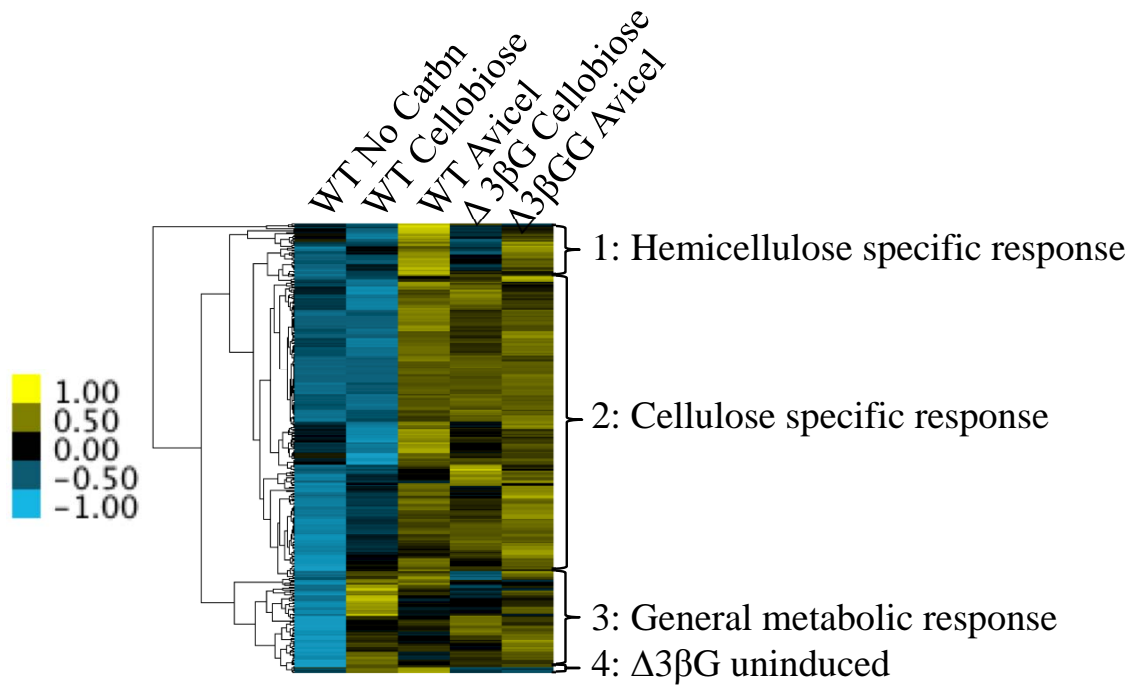 WT No Carbn
WT Cellobiose
WT Avicel
Δ 3βG Cellobiose
Δ3βGG Avicel
1: Hemicellulose specific response
2: Cellulose specific response
1.00
0.50
0.00
−0.50
−1.00
3: General metabolic response
4: Δ3βG uninduced